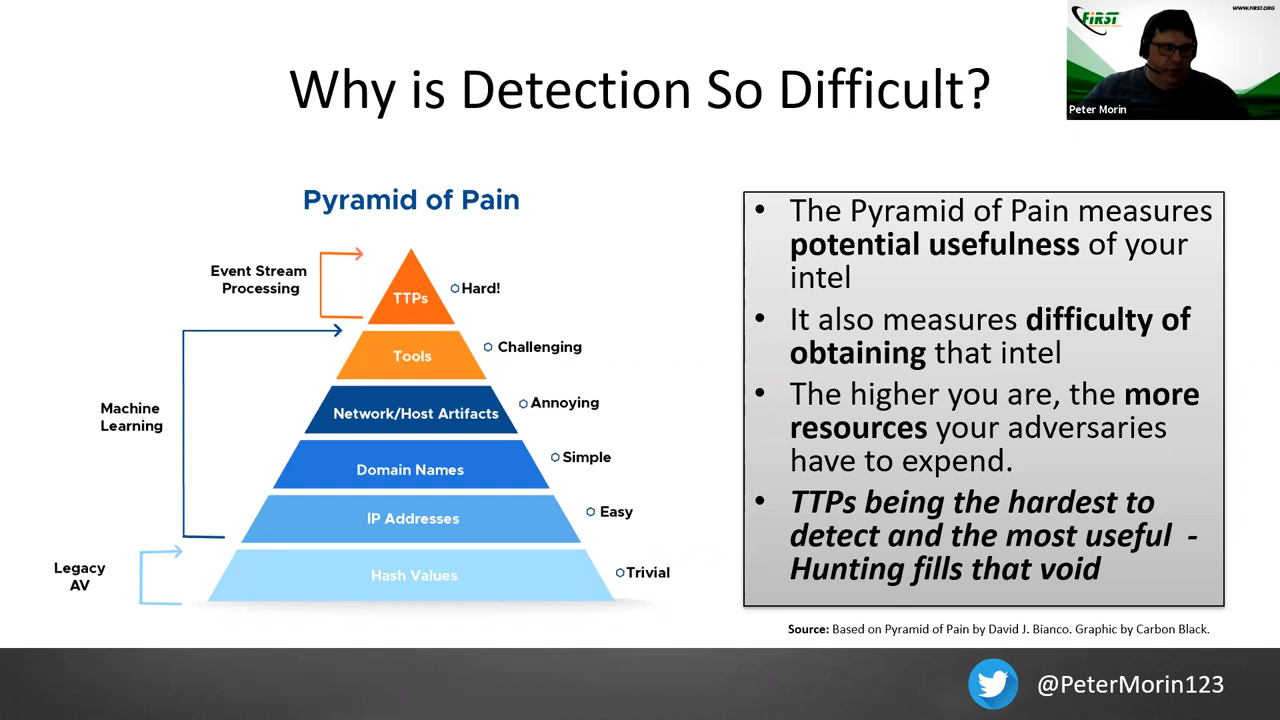 WWW.FIRST.ORG
FIRST
Peter Morin
Why is Detection So Difficult?
Pyramid of Pain
Event Stream
Processing
TTPs
Hard!
Tools
Challenging
Machine
Learning
Network/Host Artifacts
Annoying
Domain Names
Simple
IP Addresses
Easy
Legacy
AV
Hash Values
Trivial
• The Pyramid of Pain measures
potential usefulness of your
intel
• It also measures difficulty of
obtaining that intel
• The higher you are, the more
resources your adversaries
have to expend.
• TTPs being the hardest to
detect and the most useful -
Hunting fills that void
Source: Based on Pyramid of Pain by David J. Bianco. Graphic by Carbon Black.
@PeterMorin123